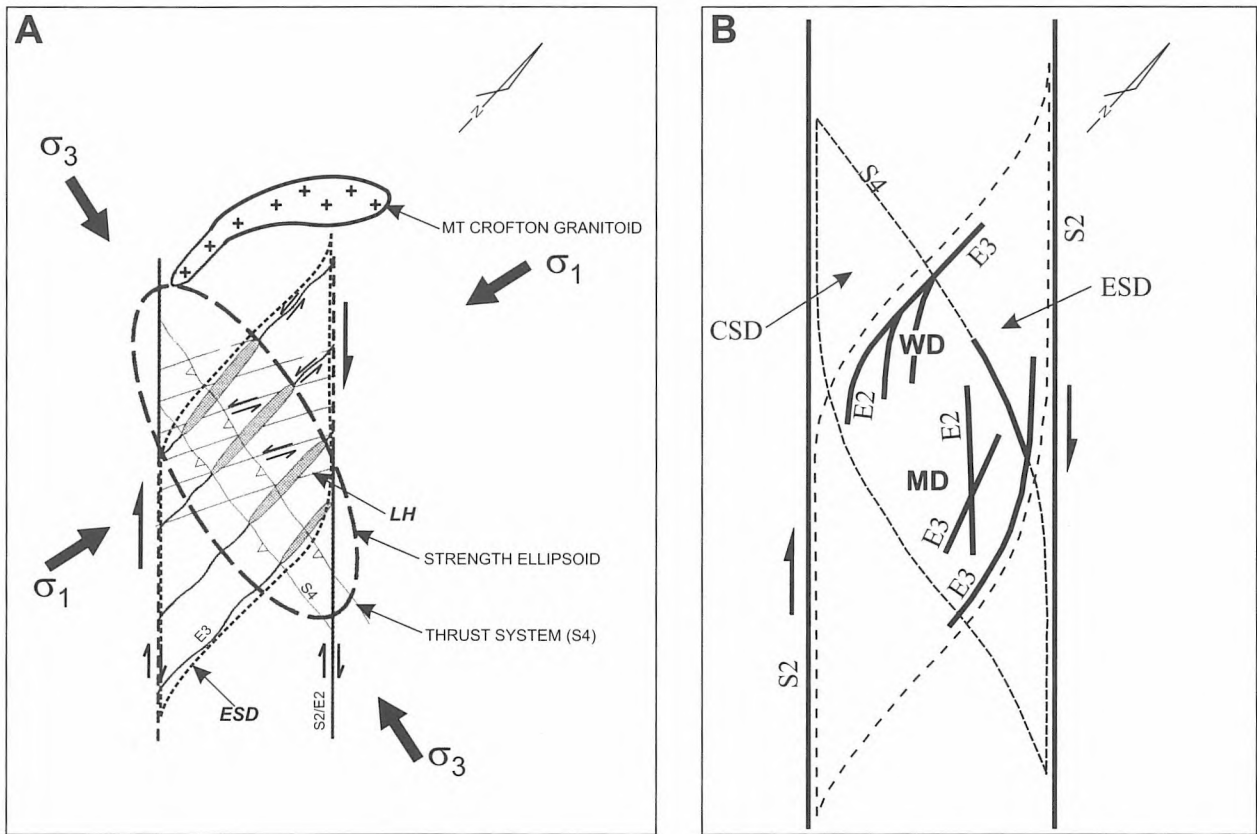 A
N
σ3
MT CROFTON GRANITOID
σ1
LH
STRENGTH ELLIPSOID
σ1
S4
THRUST SYSTEM (S4)
E3
ESD
S2/E2
σ3
B
N
S4
S2
E3
CSD
ESD
WD
E2
E2
MD
E3
E3
S2